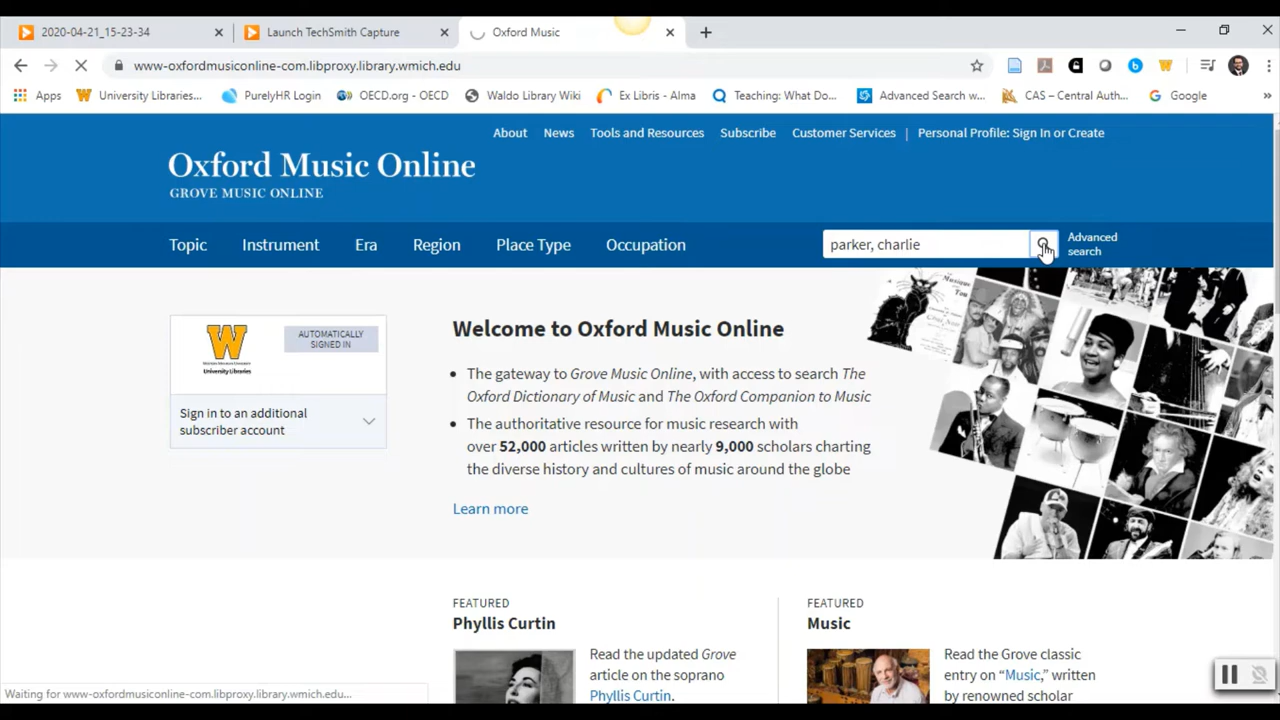 2020-04-21_15-23-34
Launch TechSmith Capture
Oxford Music
www-oxfordmusiconline-com.libproxy.library.wmich.edu
Apps
University Libraries...
PurelyHR Login
OECD.org - OECD
Waldo Library Wiki
Ex Libris - Alma
Teaching: What Do...
Advanced Search w...
CAS – Central Auth...
Google
About
News
Tools and Resources
Subscribe
Customer Services
Personal Profile: Sign In or Create
Oxford Music Online
GROVE MUSIC ONLINE
Topic
Instrument
Era
Region
Place Type
Occupation
parker, charlie
Advanced
search
W
University Libraries
AUTOMATICALLY
SIGNED IN
Sign in to an additional
subscriber account
Welcome to Oxford Music Online
The gateway to Grove Music Online, with access to search The
Oxford Dictionary of Music and The Oxford Companion to Music
The authoritative resource for music research with
over 52,000 articles written by nearly 9,000 scholars charting
the diverse history and cultures of music around the globe
Learn more
FEATURED
Phyllis Curtin
Read the updated Grove
article on the soprano
Phyllis Curtin.
FEATURED
Music
Read the Grove classic
entry on “Music,” written
by renowned scholar
Waiting for www-oxfordmusiconline-com.libproxy.library.wmich.edu...